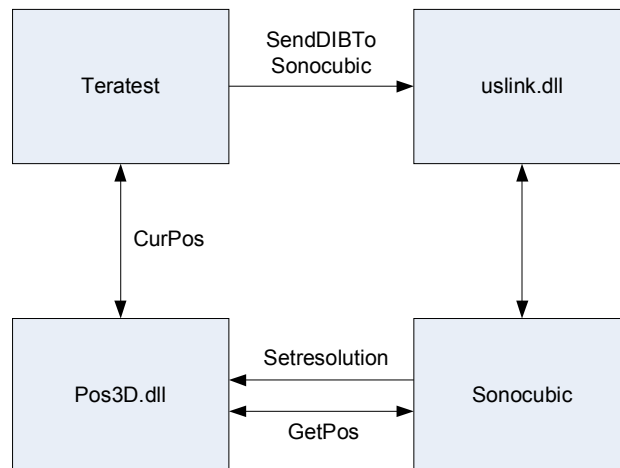 SendDIBTo
Sonocubic
Teratest
uslink.dll
CurPos
Setresolution
Pos3D.dll
Sonocubic
GetPos